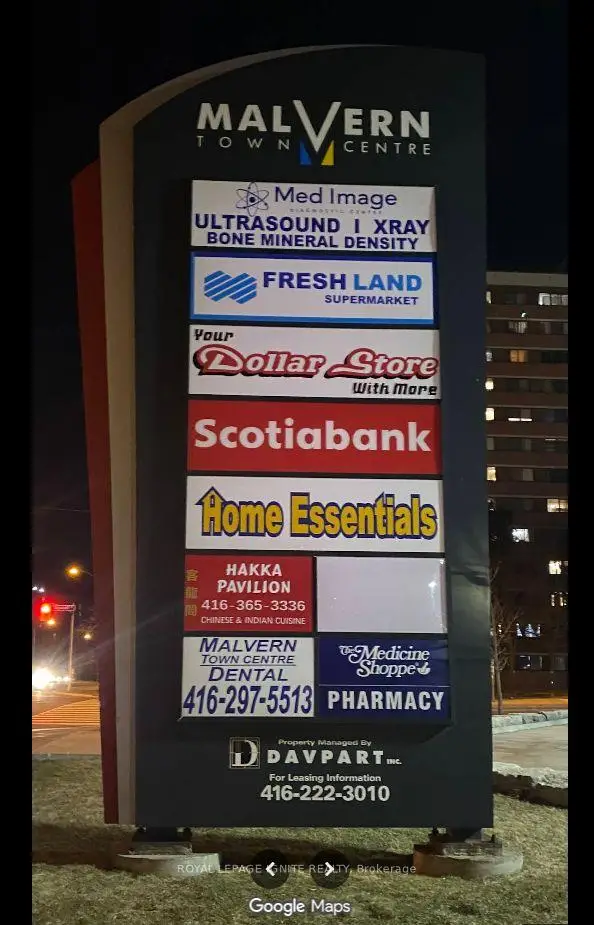 MALVERN
TOWN CENTRE
Med Image
DIAGNOSTIC CENTRE
ULTRASOUND I XRAY
BONE MINERAL DENSITY
FRESH LAND
SUPERMARKET
Your
Dollar Store
With More
Scotiabank
Home Essentials
HAKKA
PAVILION
416-365-3336
CHINESE & INDIAN CUISINE
MALVERN
TOWN CENTRE
DENTAL
416-297-5513
The Medicine
Shoppe
PHARMACY
Property Managed By
DAVPART INC.
For Leasing Information
416-222-3010
ROYAL LEPAGE IGNITE REALTY, Brokerage
Google Maps